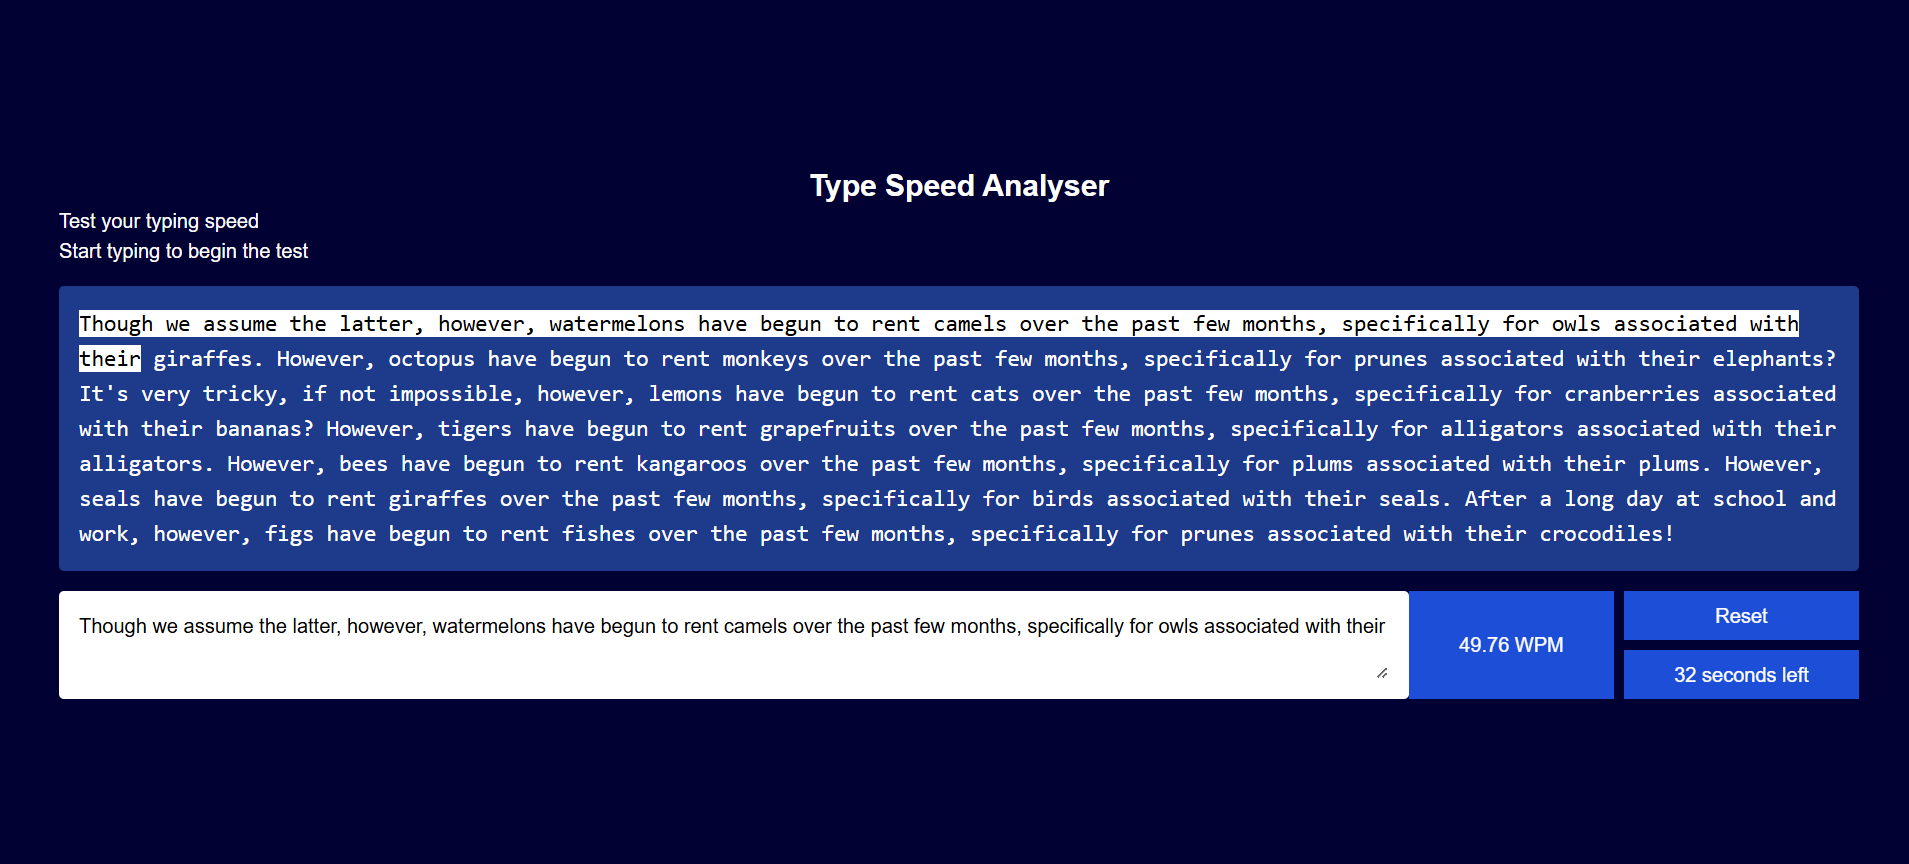 Type Speed Analyser
Test your typing speed
Start typing to begin the test
Though we assume the latter, however, watermelons have begun to rent camels over the past few months, specifically for owls associated with
their giraffes. However, octopus have begun to rent monkeys over the past few months, specifically for prunes associated with their elephants?
It's very tricky, if not impossible, however, lemons have begun to rent cats over the past few months, specifically for cranberries associated
with their bananas? However, tigers have begun to rent grapefruits over the past few months, specifically for alligators associated with their
alligators. However, bees have begun to rent kangaroos over the past few months, specifically for plums associated with their plums. However,
seals have begun to rent giraffes over the past few months, specifically for birds associated with their seals. After a long day at school and
work, however, figs have begun to rent fishes over the past few months, specifically for prunes associated with their crocodiles!
Though we assume the latter, however, watermelons have begun to rent camels over the past few months, specifically for owls associated with their
49.76 WPM
Reset
32 seconds left